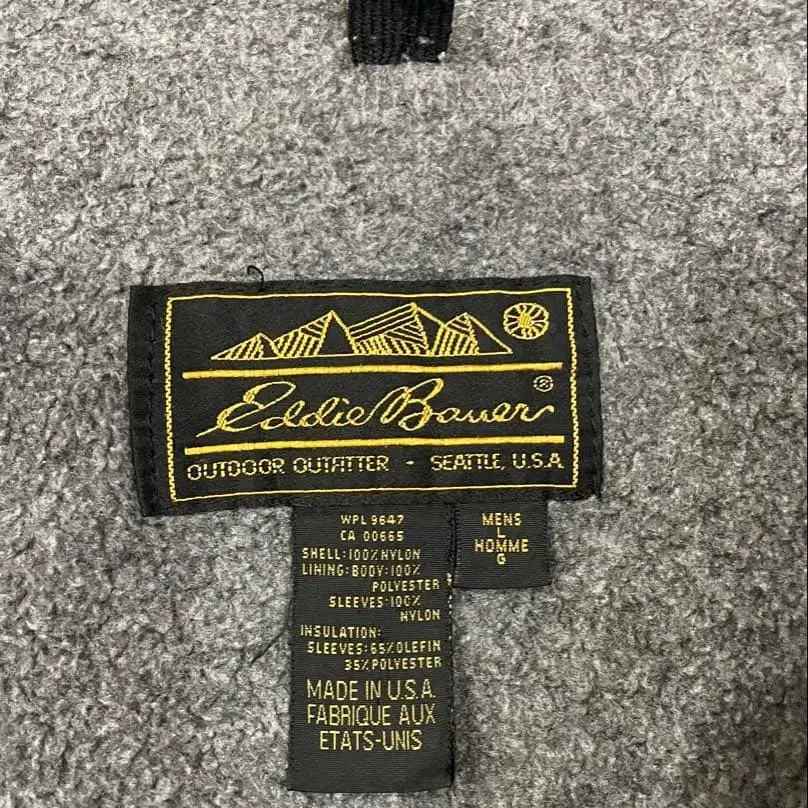 Eddie Bauer®
OUTDOOR OUTFITTER - SEATTLE, U.S.A.
WPL 9647
CA 00665
SHELL:100% NYLON
LINING:BODY:100%
POLYESTER
SLEEVES:100%
NYLON
INSULATION:
SLEEVES:65%OLEFIN
35%POLYESTER
MADE IN U.S.A.
FABRIQUE AUX
ETATS-UNIS
MENS
L
HOMME
G